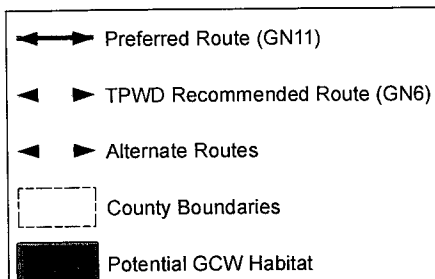 Preferred Route (GN11)
TPWD Recommended Route (GN6)
Alternate Routes
County Boundaries
Potential GCW Habitat